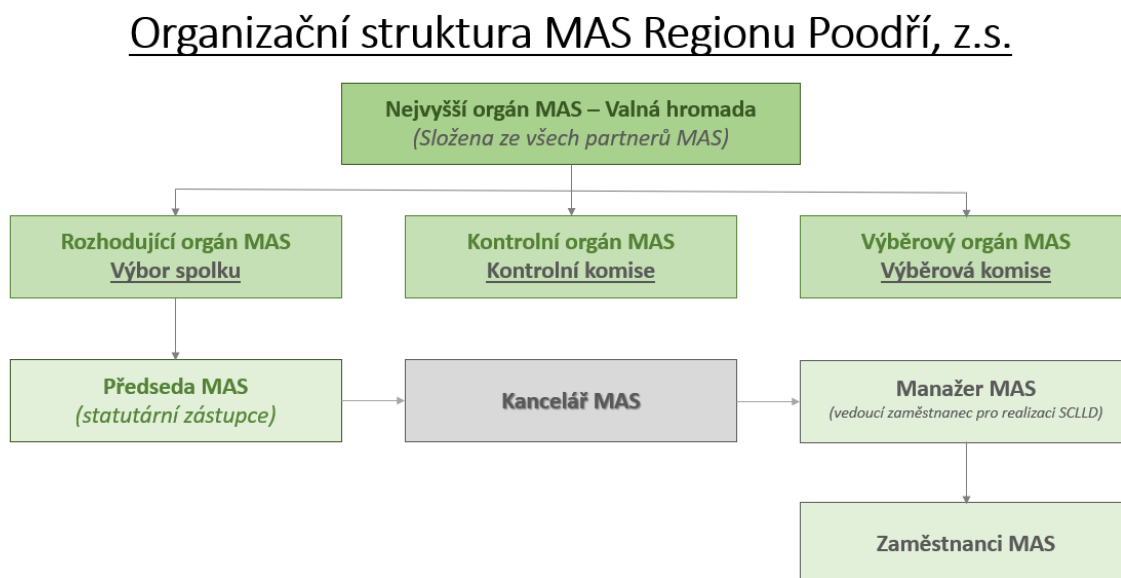 Organizační struktura MAS Regionu Poodří, z.s.
Nejvyšší orgán MAS – Valná hromada
(Složena ze všech partnerů MAS)
Rozhodující orgán MAS
Výbor spolku
Kontrolní orgán MAS
Kontrolní komise
Výběrový orgán MAS
Výběrová komise
Předseda MAS
(statutární zástupce)
Kancelář MAS
Manažer MAS
(vedoucí zaměstnanec pro realizaci SCLLD)
Zaměstnanci MAS